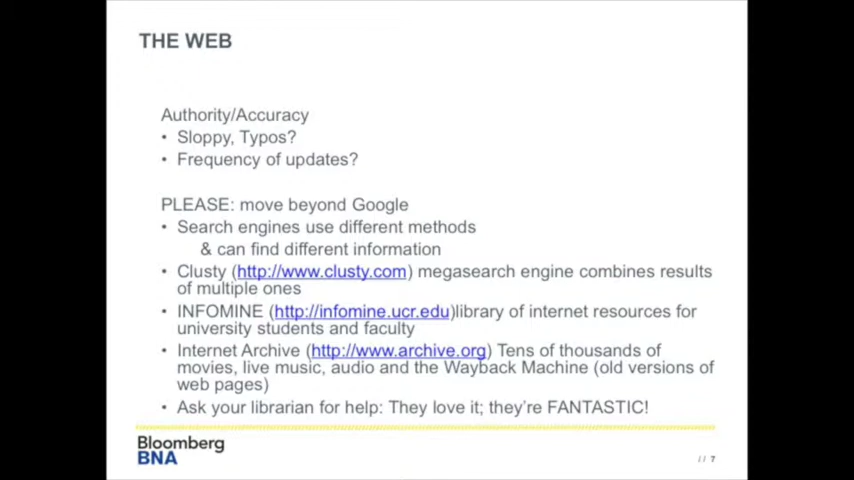 THE WEB
Authority/Accuracy
• Sloppy, Typos?
• Frequency of updates?
PLEASE: move beyond Google
• Search engines use different methods
& can find different information
• Clusty (http://www.clusty.com) megasearch engine combines results
of multiple ones
• INFOMINE (http://infomine.ucr.edu)library of internet resources for
university students and faculty
• Internet Archive (http://www.archive.org) Tens of thousands of
movies, live music, audio and the Wayback Machine (old versions of
web pages)
• Ask your librarian for help: They love it; they're FANTASTIC!
Bloomberg
BNA
// 7